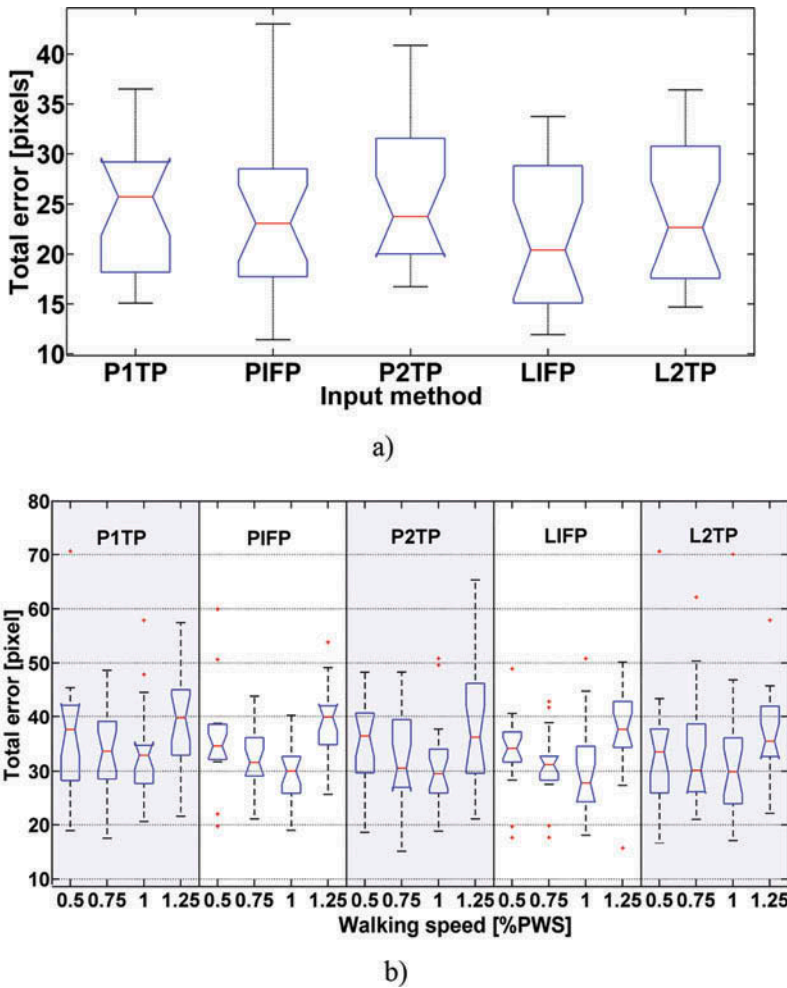 Total error [pixels]
40
35
30
25
20
15
10
P1TP PIFP P2TP LIFP L2TP
Input method
a)
Total error [pixel]
80
70
60
50
40
30
20
10
P1TP PIFP P2TP LIFP L2TP
0.5 0.75 1 1.25 0.5 0.75 1 1.25 0.5 0.75 1 1.25 0.5 0.75 1 1.25 0.5 0.75 1 1.25
Walking speed [%PWS]
b)